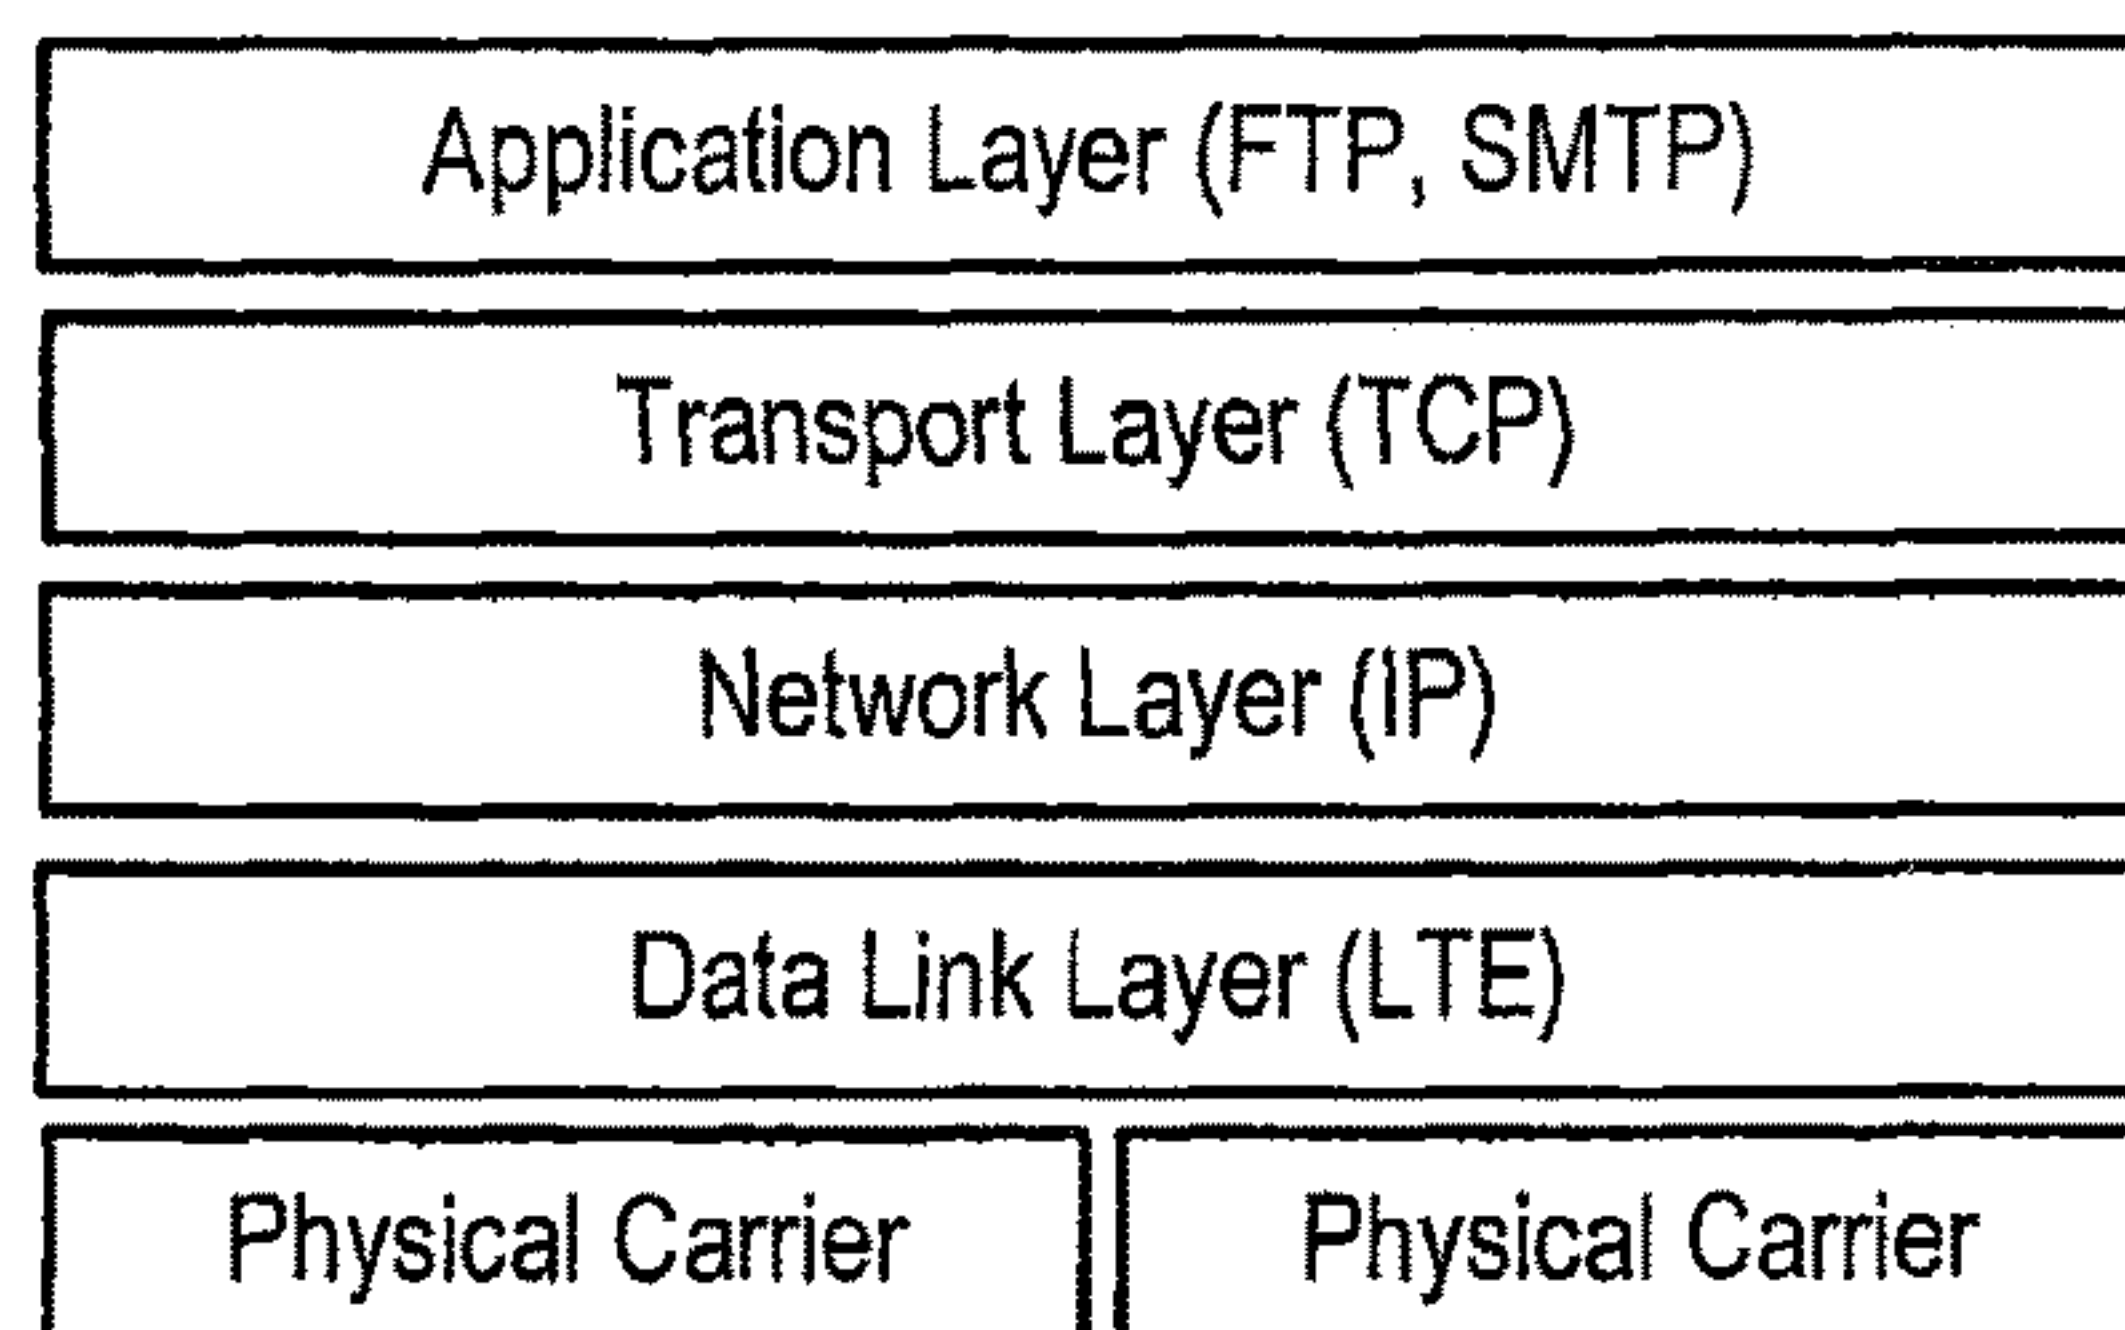 Application Layer (FTP, SMTP)
Transport Layer (TCP)
Network Layer (IP)
Data Link Layer (LTE)
Physical Carrier
Physical Carrier